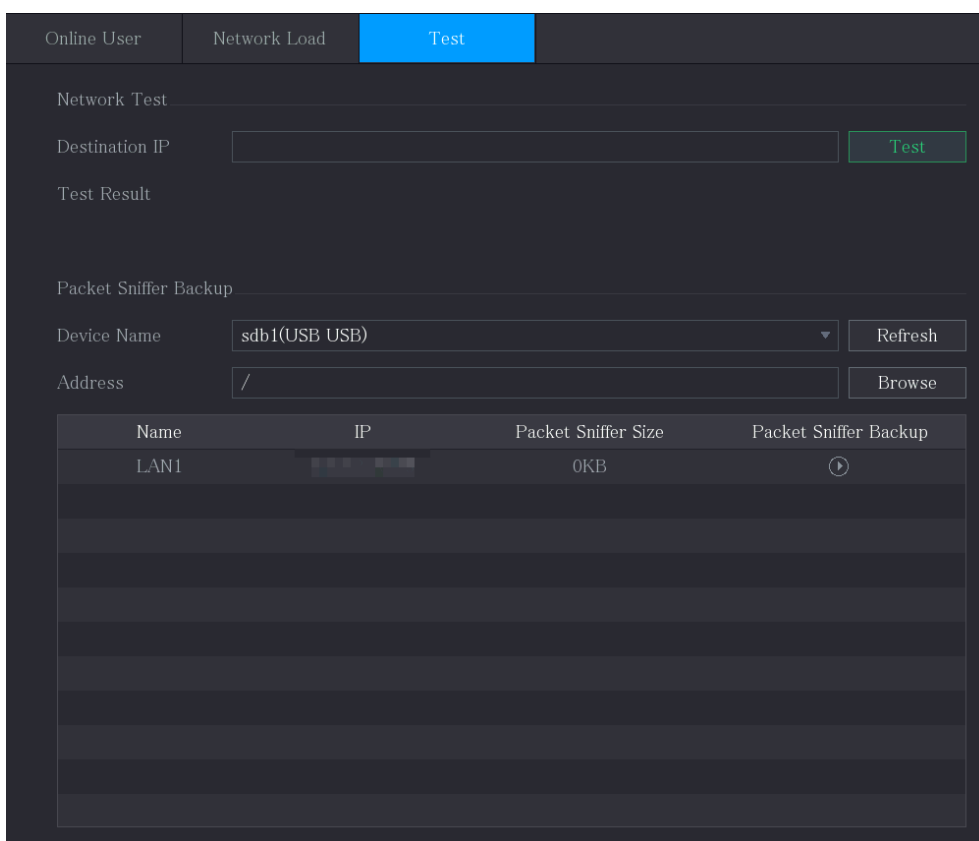 Online User Network Load Test
Network Test
Destination IP Test
Test Result
Packet Sniffer Backup
Device Name sdb1(USB USB) Refresh
Address / Browse
Name IP Packet Sniffer Size Packet Sniffer Backup
LAN1 0KB